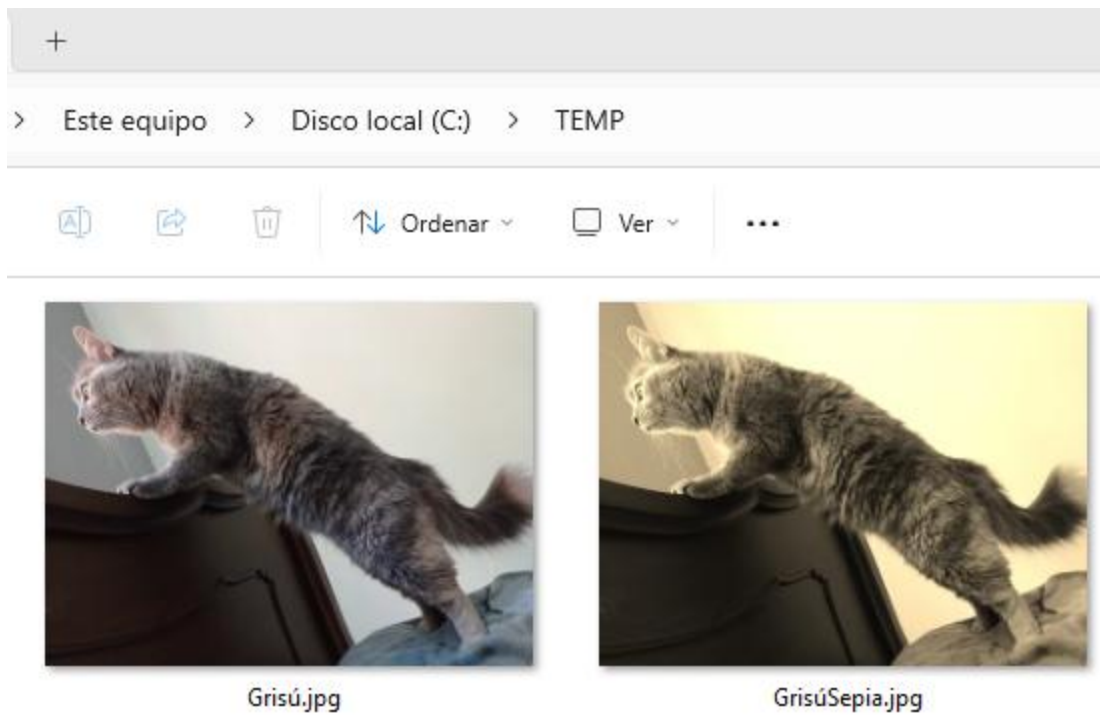 Este equipo > Disco local (C:) > TEMP
Ordenar Ver
Grisú.jpg GrisúSepia.jpg